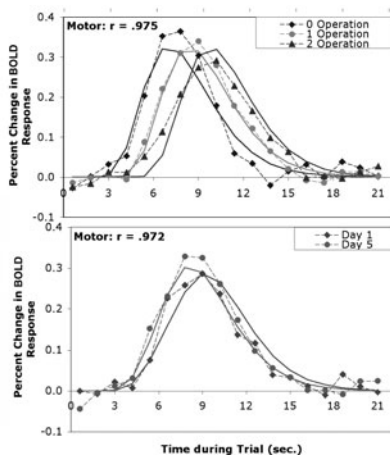 Percent Change in BOLD
Response
0.4
0.3
0.2
0.1
0.0
-0.1
Motor: r = .975
0 Operation
1 Operation
2 Operation
0 3 6 9 12 15 18 21
Percent Change in BOLD
Response
0.4
0.3
0.2
0.1
0.0
-0.1
Motor: r = .972
Day 1
Day 5
0 3 6 9 12 15 18 21
Time during Trial (sec.)